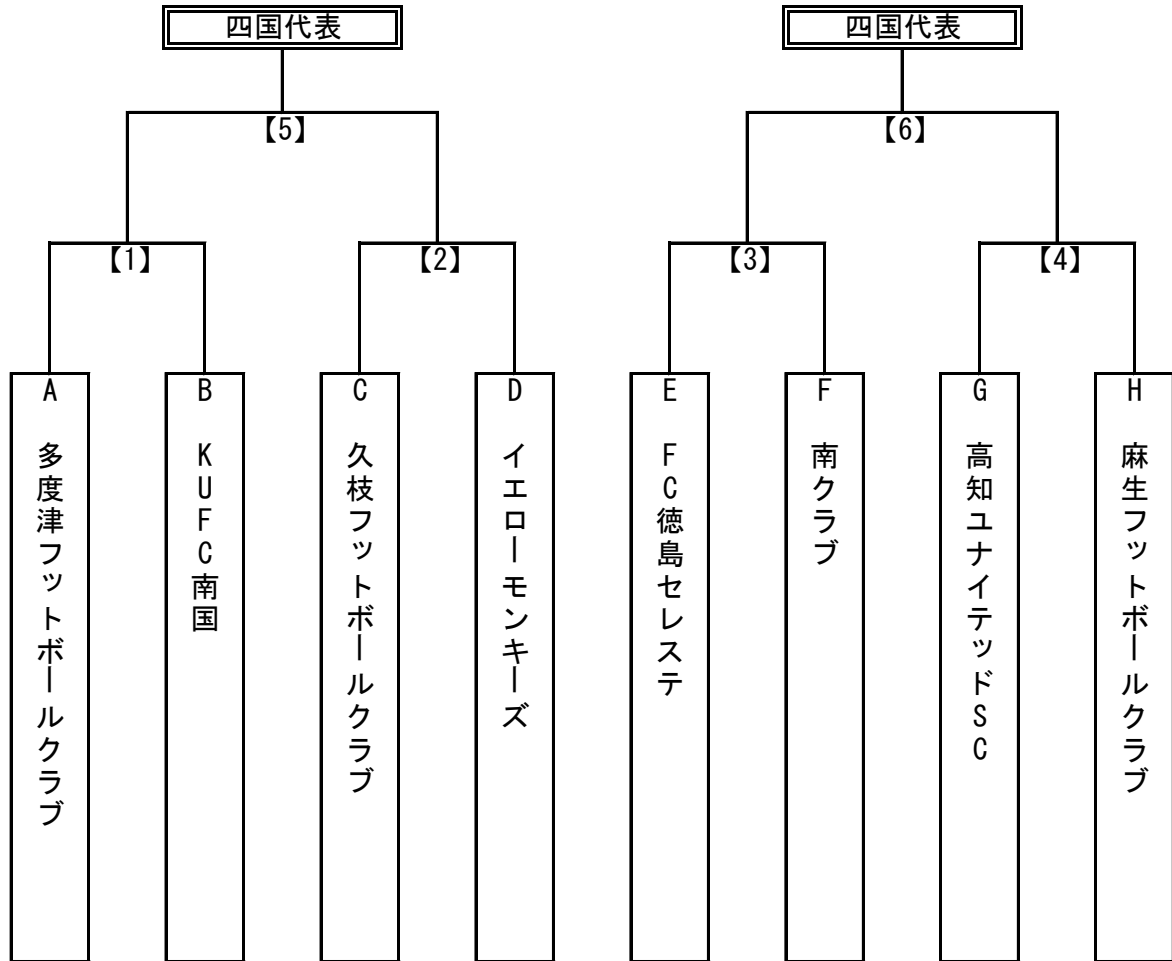 四国代表
四国代表
【5】
【6】
【1】
【2】
【3】
【4】
A 多度津フットボールクラブ
B KUFC南国
C 久枝フットボールクラブ
D イエローモンキーズ
E FC徳島セレステ
F 南クラブ
G 高知ユナイテッドSC
H 麻生フットボールクラブ